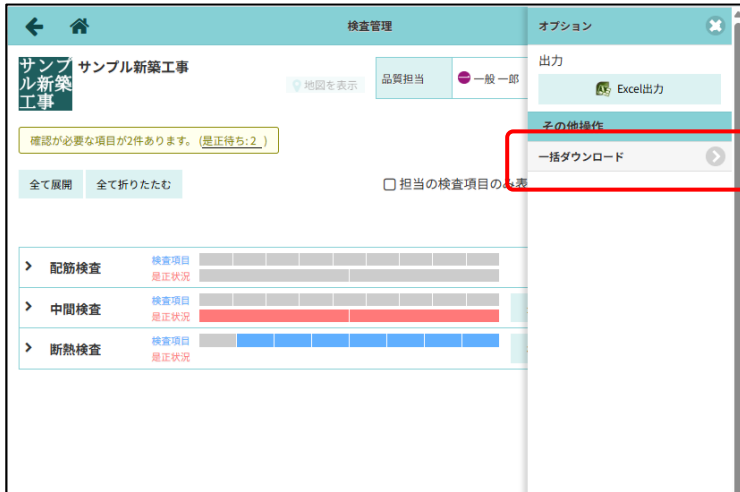 検査管理
サンプル新築工事
サンプル新築工事
地図を表示
品質担当
一般 一郎
確認が必要な項目が2件あります。(是正待ち:2 )
全て展開
全て折りたたむ
担当の検査項目のみ表
配筋検査
検査項目
是正状況
中間検査
検査項目
是正状況
断熱検査
検査項目
是正状況
オプション
出力
Excel出力
その他操作
一括ダウンロード